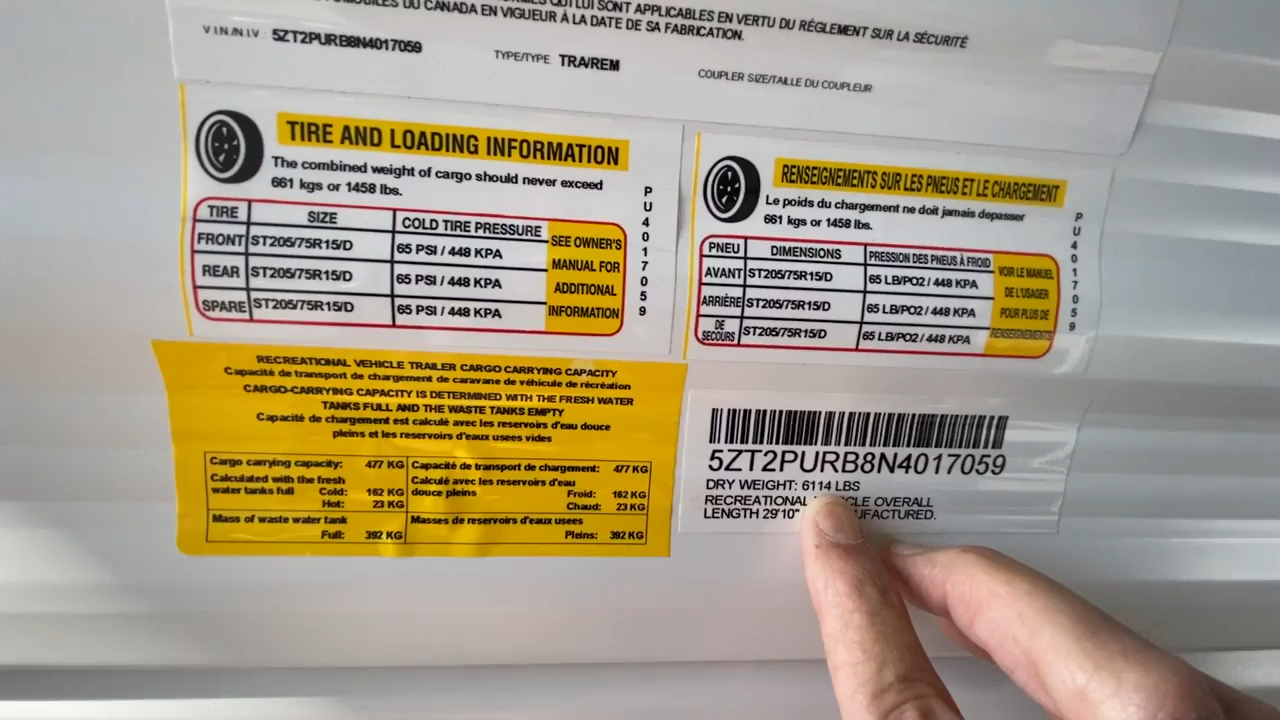 QUI LUI SONT APPLICABLES EN VERTU DU RÉGLEMENT SUR LA SÉCURITÉ
DU CANADA EN VIGUEUR À LA DATE DE SA FABRICATION.
V I N./N I V. 5ZT2PURB8N4017059
TYPE/TYPE TRA/REM
COUPLER SIZE/TAILLE DU COUPLEUR
TIRE AND LOADING INFORMATION
The combined weight of cargo should never exceed
661 kgs or 1458 lbs.
TIRE SIZE COLD TIRE PRESSURE
FRONT ST205/75R15/D 65 PSI / 448 KPA
REAR ST205/75R15/D 65 PSI / 448 KPA
SPARE ST205/75R15/D 65 PSI / 448 KPA
SEE OWNER'S
MANUAL FOR
ADDITIONAL
INFORMATION
PU4017059
RENSEIGNEMENTS SUR LES PNEUS ET LE CHARGEMENT
Le poids du chargement ne doit jamais depasser
661 kgs or 1458 lbs.
PNEU DIMENSIONS PRESSION DES PNEUS À FROID
AVANT ST205/75R15/D 65 LB/PO2 / 448 KPA
ARRIÈRE ST205/75R15/D 65 LB/PO2 / 448 KPA
DE
SECOURS ST205/75R15/D 65 LB/PO2 / 448 KPA
VOIR LE MANUEL
DE L'USAGER
POUR PLUS DE
RENSEIGNEMENTS
PU4017059
RECREATIONAL VEHICLE TRAILER CARGO CARRYING CAPACITY
Capacité de transport de chargement de caravane de véhicule de récréation
CARGO-CARRYING CAPACITY IS DETERMINED WITH THE FRESH WATER
TANKS FULL AND THE WASTE TANKS EMPTY
Capacité de chargement est calculé avec les reservoirs d'eau douce
pleins et les reservoirs d'eaux usees vides
Cargo carrying capacity: 477 KG
Calculated with the fresh
water tanks full Cold: 162 KG
Hot: 23 KG
Mass of waste water tank
Full: 392 KG
Capacité de transport de chargement: 477 KG
Calculé avec les reservoirs d'eau
douce pleins Froid: 162 KG
Chaud: 23 KG
Masses de reservoirs d'eaux usees
Pleins: 392 KG
5ZT2PURB8N4017059
DRY WEIGHT: 6114 LBS
RECREATIONAL OVERALL
LENGTH 29'10"